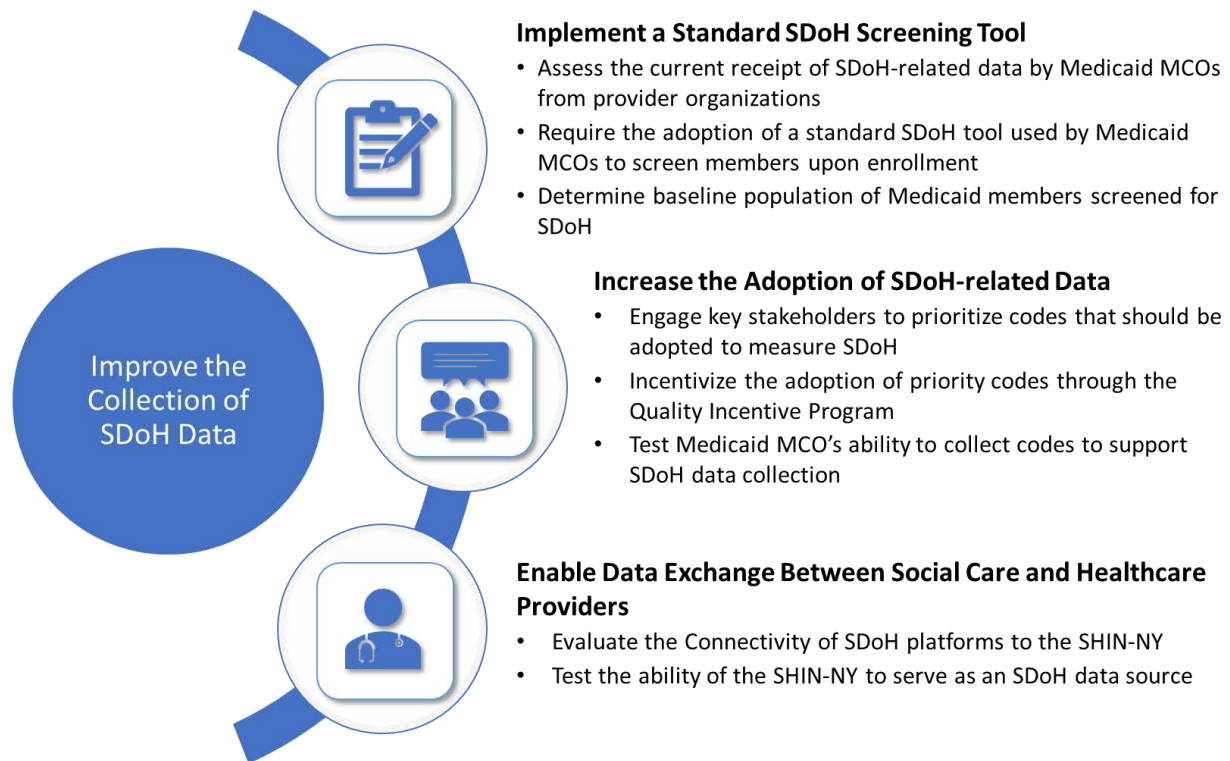 Implement a Standard SDoH Screening Tool
• Assess the current receipt of SDoH-related data by Medicaid MCOs
from provider organizations
• Require the adoption of a standard SDoH tool used by Medicaid
MCOs to screen members upon enrollment
• Determine baseline population of Medicaid members screened for
SDoH
Improve the
Collection of
SDoH Data
Increase the Adoption of SDoH-related Data
• Engage key stakeholders to prioritize codes that should be
adopted to measure SDoH
• Incentivize the adoption of priority codes through the
Quality Incentive Program
• Test Medicaid MCO’s ability to collect codes to support
SDoH data collection
Enable Data Exchange Between Social Care and Healthcare
Providers
• Evaluate the Connectivity of SDoH platforms to the SHIN-NY
• Test the ability of the SHIN-NY to serve as an SDoH data source